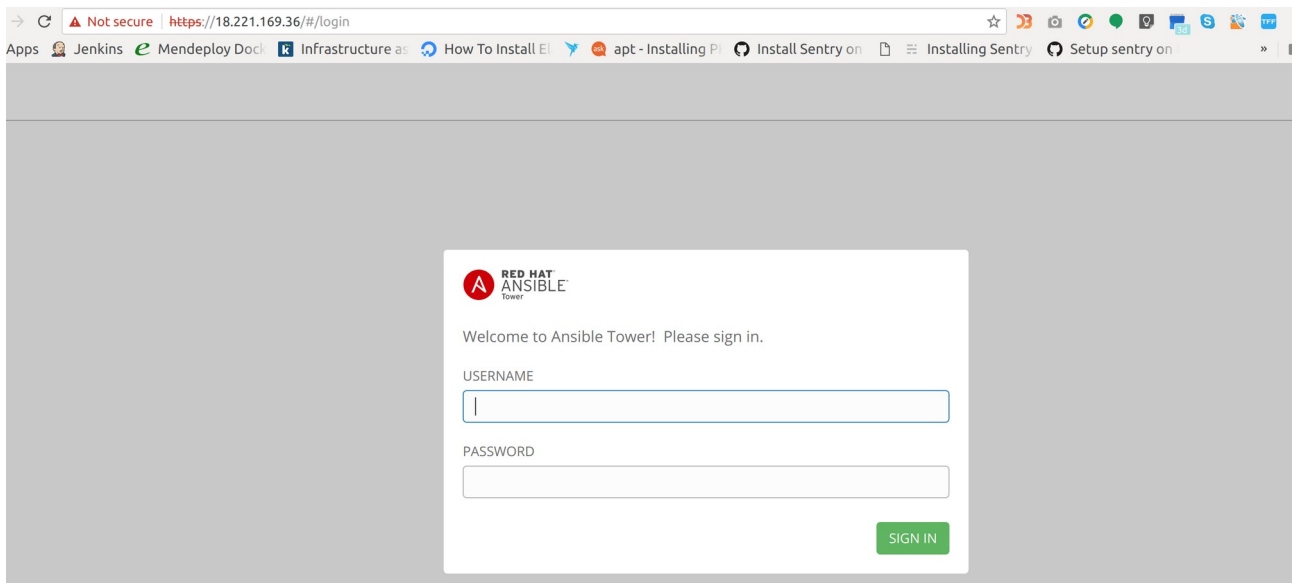 Not secure https://18.221.169.36/#/login
Apps Jenkins Mendeploy Dock Infrastructure as How To Install El apt - Installing P Install Sentry on Installing Sentry Setup sentry on »
RED HAT
ANSIBLE
Tower
Welcome to Ansible Tower! Please sign in.
USERNAME
PASSWORD
SIGN IN